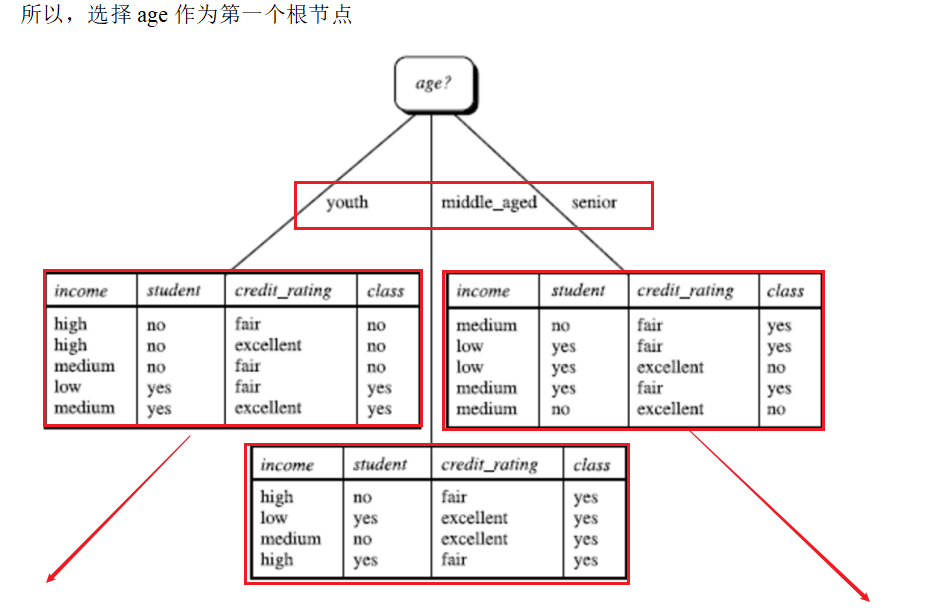 所以，选择 age 作为第一个根节点
age?
youth middle_aged senior
income student credit_rating class
high no fair no
high no excellent no
medium no fair no
low yes fair yes
medium yes excellent yes
income student credit_rating class
medium no fair yes
low yes fair yes
low yes excellent no
medium yes fair yes
medium no excellent no
income student credit_rating class
high no fair yes
low yes excellent yes
medium no excellent yes
high yes fair yes